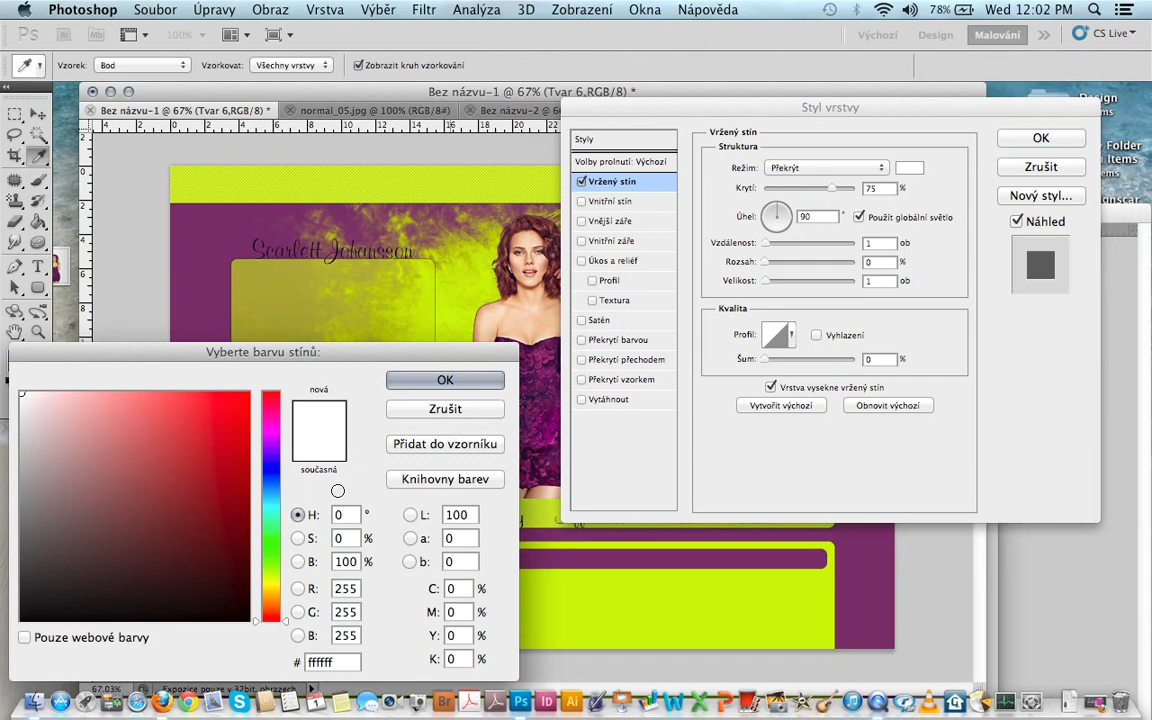 Photoshop Soubor Úpravy Obraz Vrstva Výběr Filtr Analýza 3D Zobrazení Okna Nápověda 78% Wed 12:02 PM
Ps Br Mb 100% Výchozí Design Malování CS Live
Vzorek: Bod Vzorkovat: Všechny vrstvy Zobrazit kruh vzorkování
Bez názvu-1 @ 67% (Tvar 6,RGB/8) *
Bez názvu-1 @ 67% (Tvar 6,RGB/8) * normal_05.jpg @ 100% (RGB/8#) Bez názvu-2 @
Scarlett Johansson
Styl vrstvy
Styly
Volby prolnutí: Výchozí
Vržený stín
Vnitřní stín
Vnější záře
Vnitřní záře
Úkos a reliéf
Profil
Textura
Satén
Překrytí barvou
Překrytí přechodem
Překrytí vzorkem
Vytáhnout
Vržený stín
Struktura
Režim: Překrýt
Krytí: 75 %
Úhel: 90 ° Použít globální světlo
Vzdálenost: 1 ob
Rozsah: 0 %
Velikost: 1 ob
Kvalita
Profil: Vyhlazení
Šum: 0 %
Vrstva vysekne vržený stín
Vytvořit výchozí Obnovit výchozí
OK
Zrušit
Nový styl...
Náhled
Design
Folder
Items
Vyberte barvu stínů:
nová
současná
OK
Zrušit
Přidat do vzorníku
Knihovny barev
H: 0 ° L: 100
S: 0 % a: 0
B: 100 % b: 0
R: 255 C: 0 %
G: 255 M: 0 %
B: 255 Y: 0 %
# ffffff K: 0 %
Pouze webové barvy
67.03% Expozice pouze v 32bit. obrazech
Br Ps ID Ai